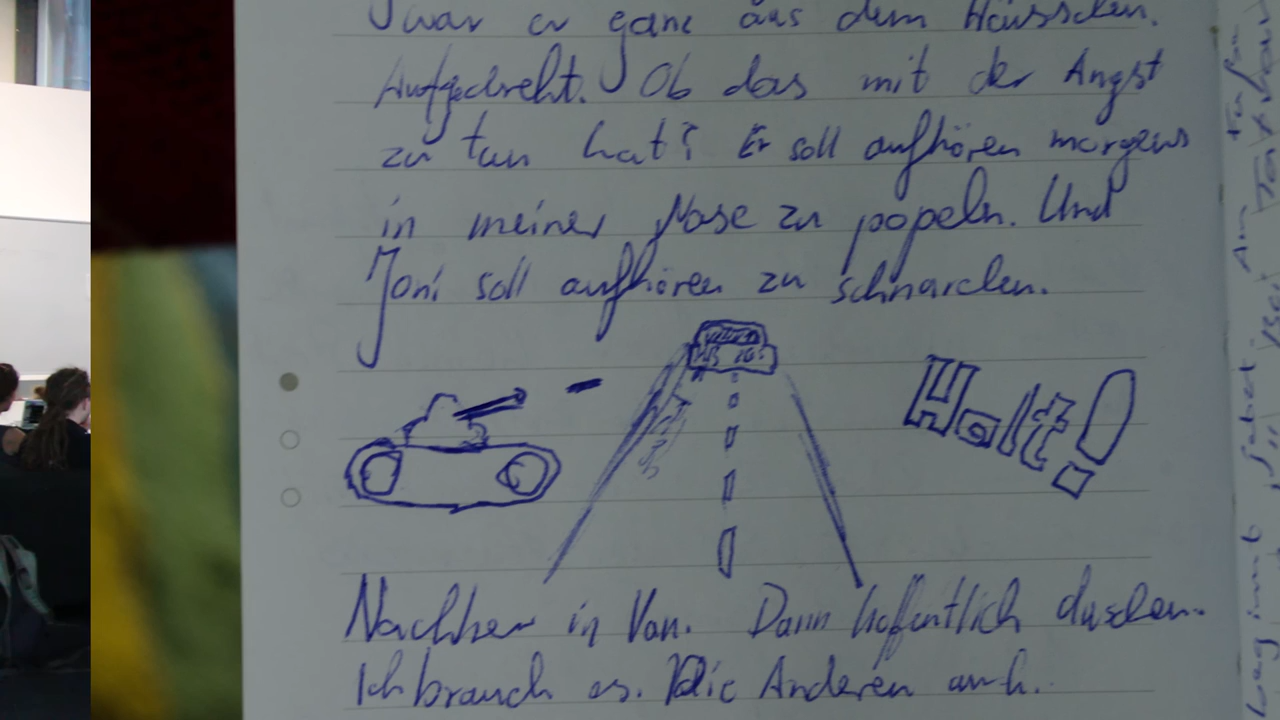 war er ganz aus dem Häusschen.
Aufgedreht. Ob das mit der Angst
zu tun hat? Er soll aufhören morgens
in meiner Nase zu popeln. Und
Joni soll aufhören zu schnarchen.
Halt!
Nachher in Van. Dann hoffentlich duschen.
Ich brauch es. Die Anderen auch.